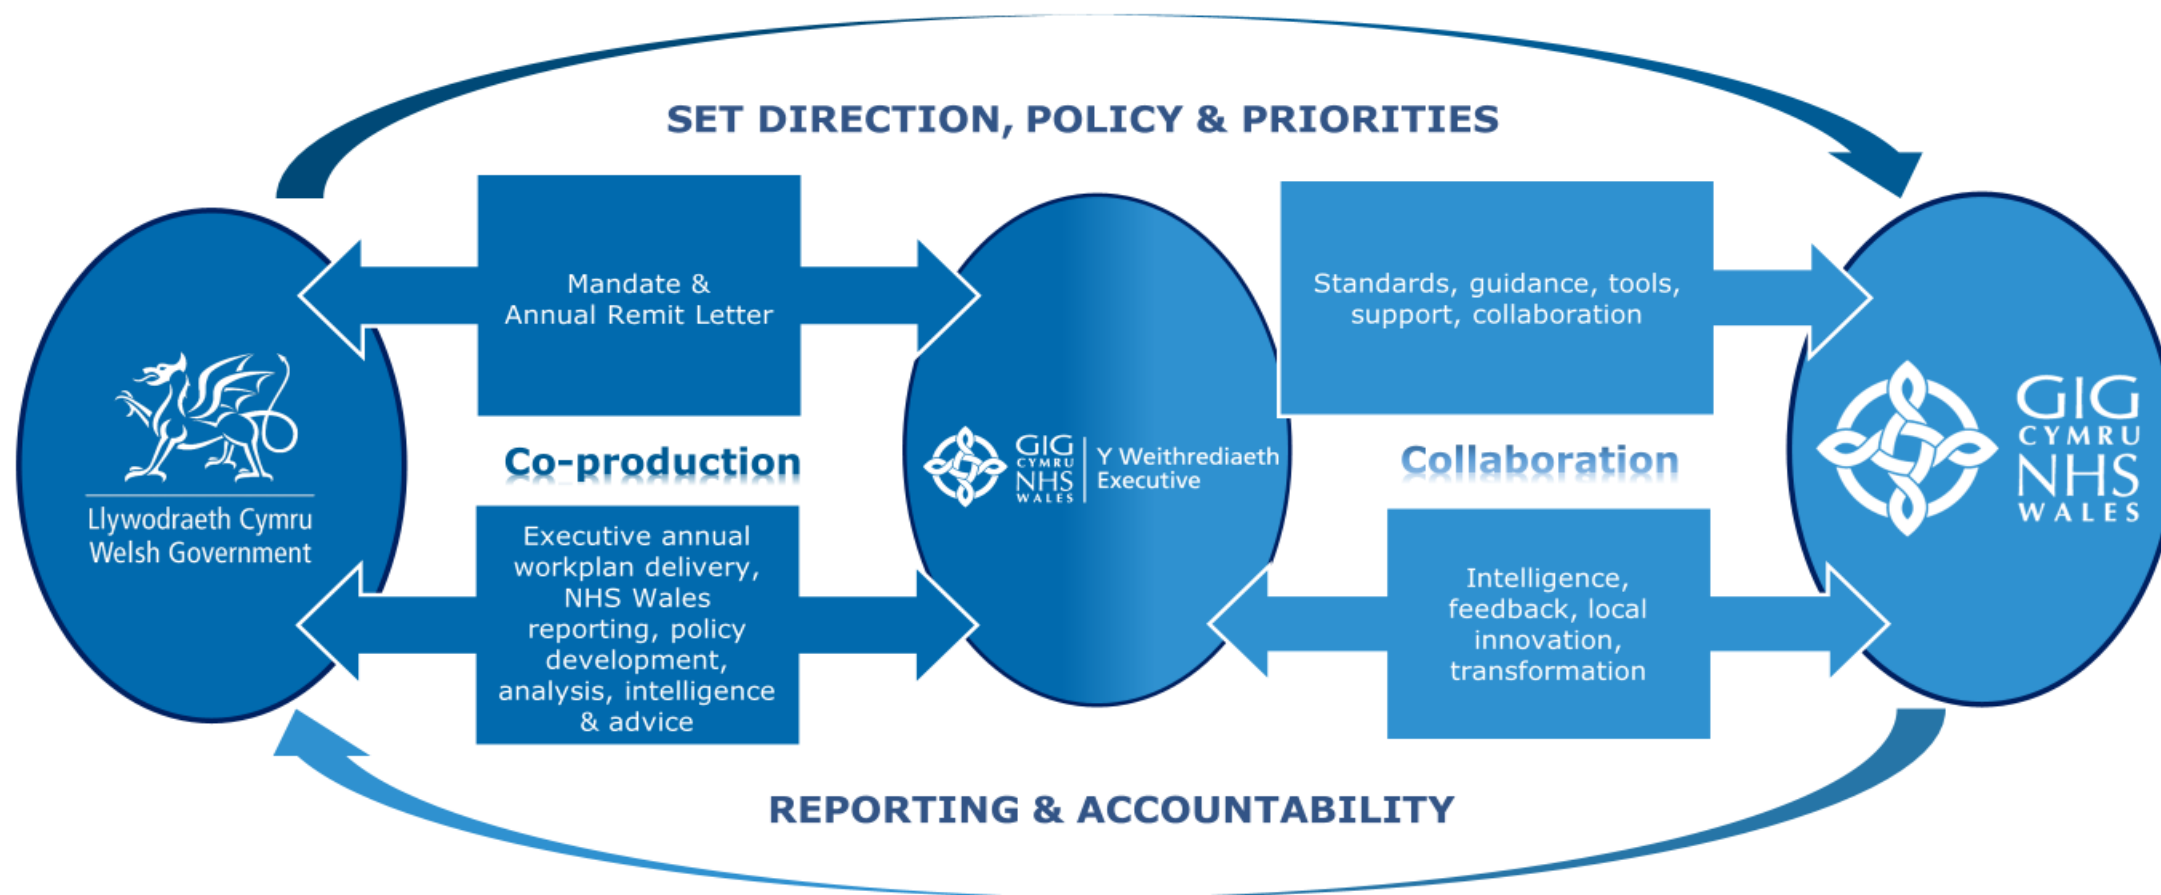 SET DIRECTION, POLICY & PRIORITIES
Mandate &
Annual Remit Letter
Standards, guidance, tools,
support, collaboration
Llywodraeth Cymru
Welsh Government
Co-production
GIG
CYMRU
NHS
WALES
Y Weithrediaeth
Executive
Collaboration
GIG
CYMRU
NHS
WALES
Executive annual
workplan delivery,
NHS Wales
reporting, policy
development,
analysis, intelligence
& advice
Intelligence,
feedback, local
innovation,
transformation
REPORTING & ACCOUNTABILITY